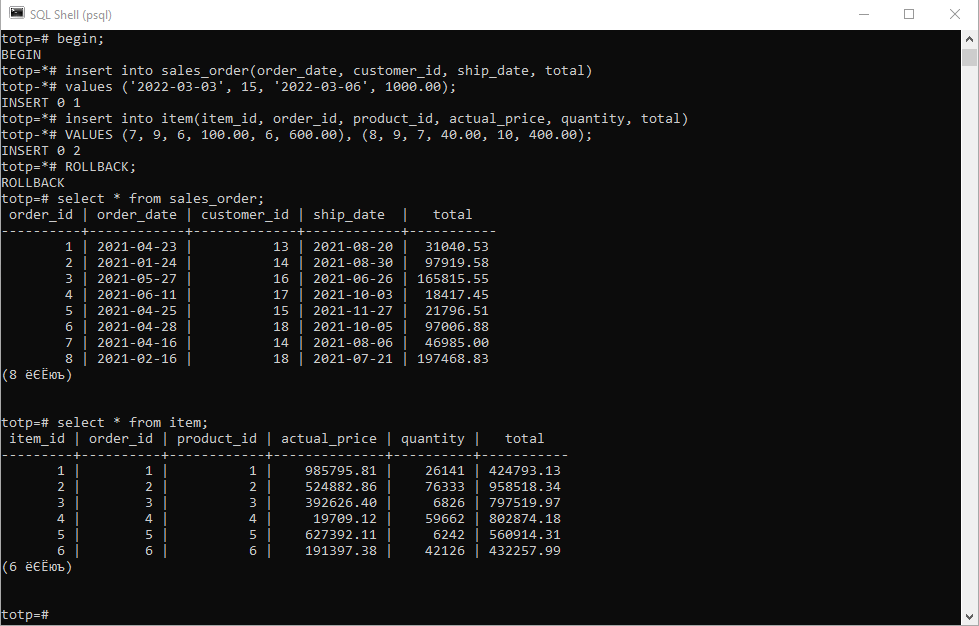 SQL Shell (psql)
totp=# begin;
BEGIN
totp=*# insert into sales_order(order_date, customer_id, ship_date, total)
totp-*# values ('2022-03-03', 15, '2022-03-06', 1000.00);
INSERT 0 1
totp=*# insert into item(item_id, order_id, product_id, actual_price, quantity, total)
totp-*# VALUES (7, 9, 6, 100.00, 6, 600.00), (8, 9, 7, 40.00, 10, 400.00);
INSERT 0 2
totp=*# ROLLBACK;
ROLLBACK
totp=# select * from sales_order;
 order_id | order_date | customer_id | ship_date  |   total
----------+------------+-------------+------------+-----------
        1 | 2021-04-23 |          13 | 2021-08-20 |  31040.53
        2 | 2021-01-24 |          14 | 2021-08-30 |  97919.58
        3 | 2021-05-27 |          16 | 2021-06-26 | 165815.55
        4 | 2021-06-11 |          17 | 2021-10-03 |  18417.45
        5 | 2021-04-25 |          15 | 2021-11-27 |  21796.51
        6 | 2021-04-28 |          18 | 2021-10-05 |  97006.88
        7 | 2021-04-16 |          14 | 2021-08-06 |  46985.00
        8 | 2021-02-16 |          18 | 2021-07-21 | 197468.83
(8 ёЄЁюъ)
totp=# select * from item;
 item_id | order_id | product_id | actual_price | quantity |   total
---------+----------+------------+--------------+----------+-----------
       1 |        1 |          1 |    985795.81 |    26141 | 424793.13
       2 |        2 |          2 |    524882.86 |    76333 | 958518.34
       3 |        3 |          3 |    392626.40 |     6826 | 797519.97
       4 |        4 |          4 |     19709.12 |    59662 | 802874.18
       5 |        5 |          5 |    627392.11 |     6242 | 560914.31
       6 |        6 |          6 |    191397.38 |    42126 | 432257.99
(6 ёЄЁюъ)
totp=#